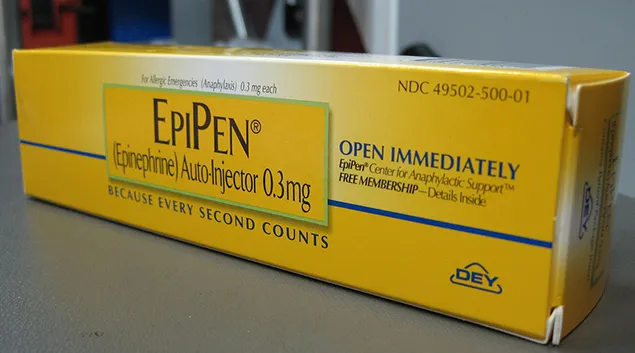 For Allergic Emergencies (Anaphylaxis) 0.3 mg each
NDC 49502-500-01
EPIPEN®
(Epinephrine) Auto-Injector 0.3mg
BECAUSE EVERY SECOND COUNTS
OPEN IMMEDIATELY
EpiPen® Center for Anaphylactic Support™
FREE MEMBERSHIP—Details Inside
DEY
DEY